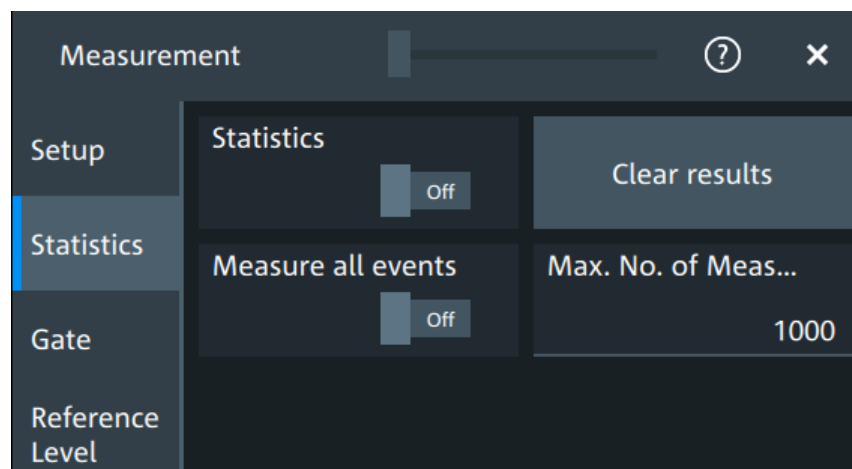 Measurement
?
Setup
Statistics
Off
Clear results
Statistics
Measure all events
Off
Max. No. of Meas...
1000
Gate
Reference
Level